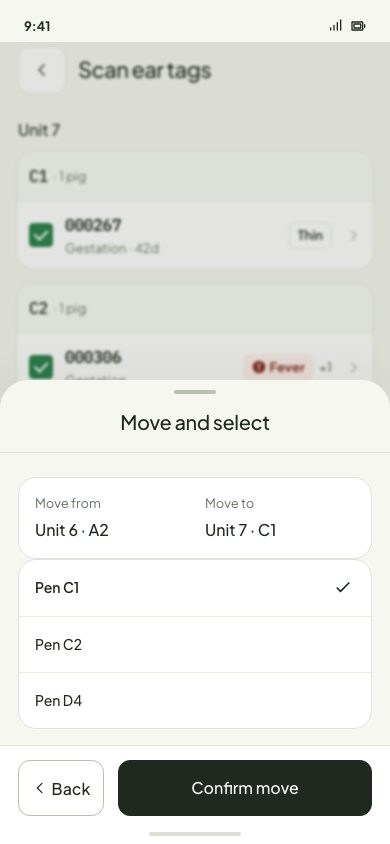 9:41
Scan ear tags
Unit 7
C1 · 1 pig
000267
Gestation · 42d
Thin
C2 · 1 pig
000306
Gestation
Fever +1
Move and select
Move from
Move to
Unit 6 · A2
Unit 7 · C1
Pen C1
Pen C2
Pen D4
Back
Confirm move